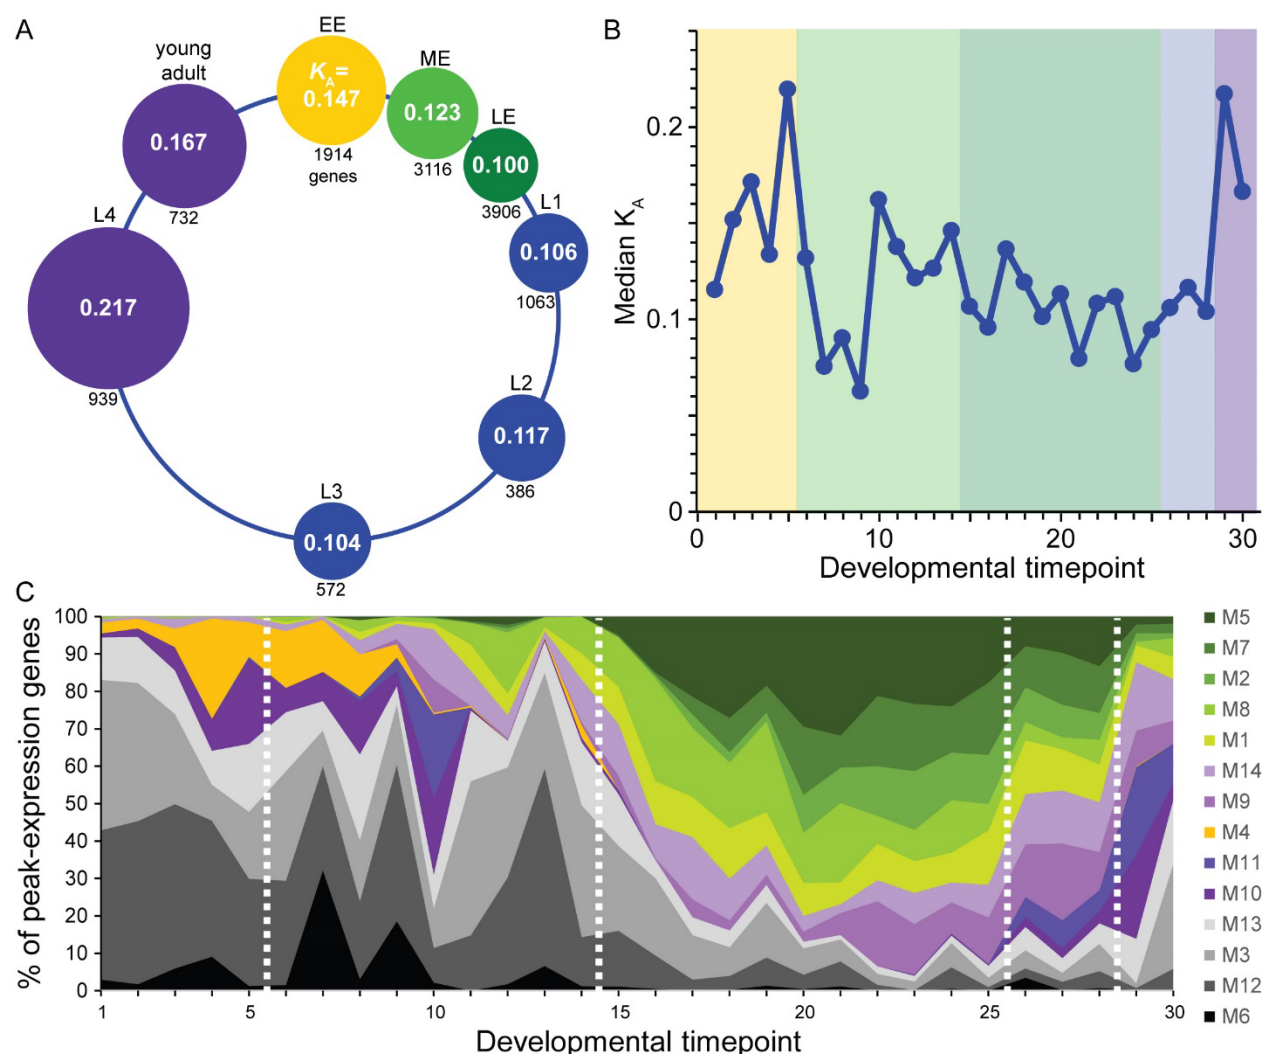 A
EE
K_A=
0.147
1914
genes
ME
0.123
3116
LE
0.100
3906
L1
0.106
1063
L2
0.117
386
L3
0.104
572
L4
0.217
939
young
adult
0.167
732
B
Median K_A
0.2
0.1
0
0 10 20 30
Developmental timepoint
C
% of peak-expression genes
100
90
80
70
60
50
40
30
20
10
0
1 5 10 15 20 25 30
Developmental timepoint
M5
M7
M2
M8
M1
M14
M9
M4
M11
M10
M13
M3
M12
M6